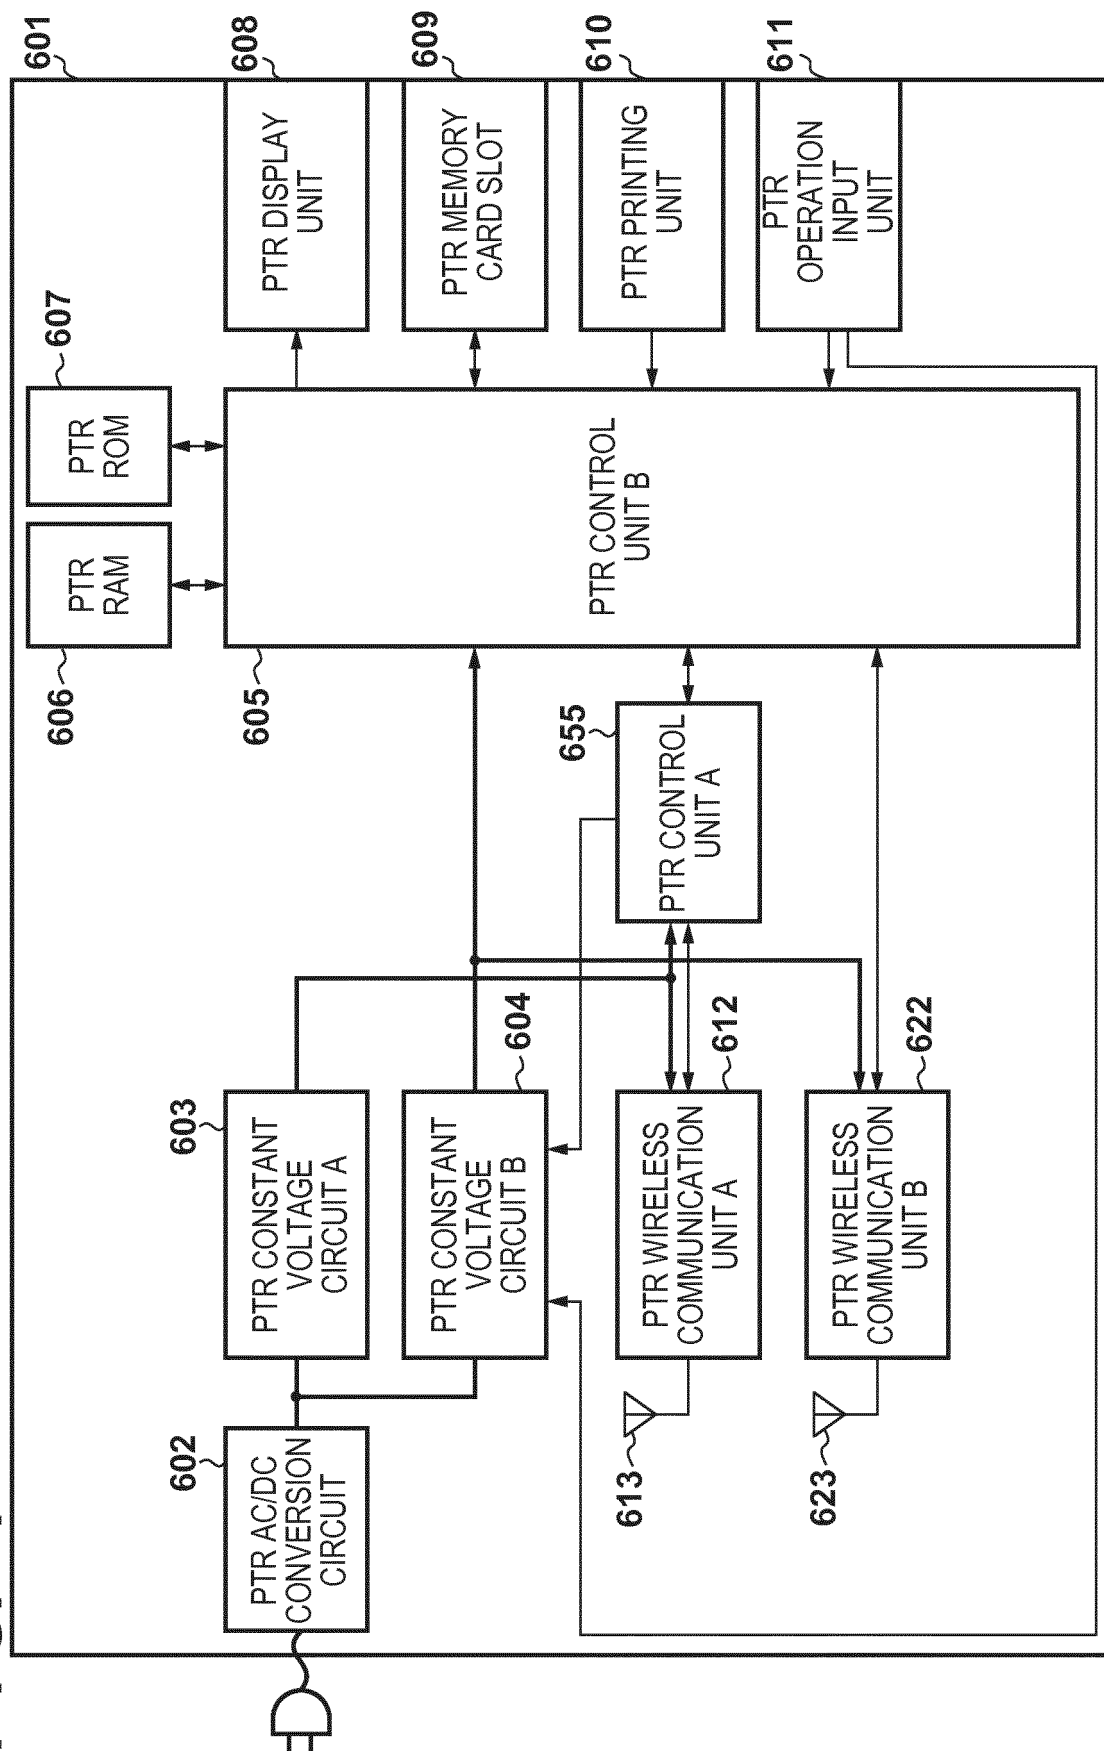 601
602
PTR AC/DC
CONVERSION
CIRCUIT
603
PTR CONSTANT
VOLTAGE
CIRCUIT A
604
PTR CONSTANT
VOLTAGE
CIRCUIT B
613
612
PTR WIRELESS
COMMUNICATION
UNIT A
623
622
PTR WIRELESS
COMMUNICATION
UNIT B
655
PTR CONTROL
UNIT A
606
PTR
RAM
607
PTR
ROM
605
PTR CONTROL
UNIT B
608
PTR DISPLAY
UNIT
609
PTR MEMORY
CARD SLOT
610
PTR PRINTING
UNIT
611
PTR
OPERATION
INPUT
UNIT